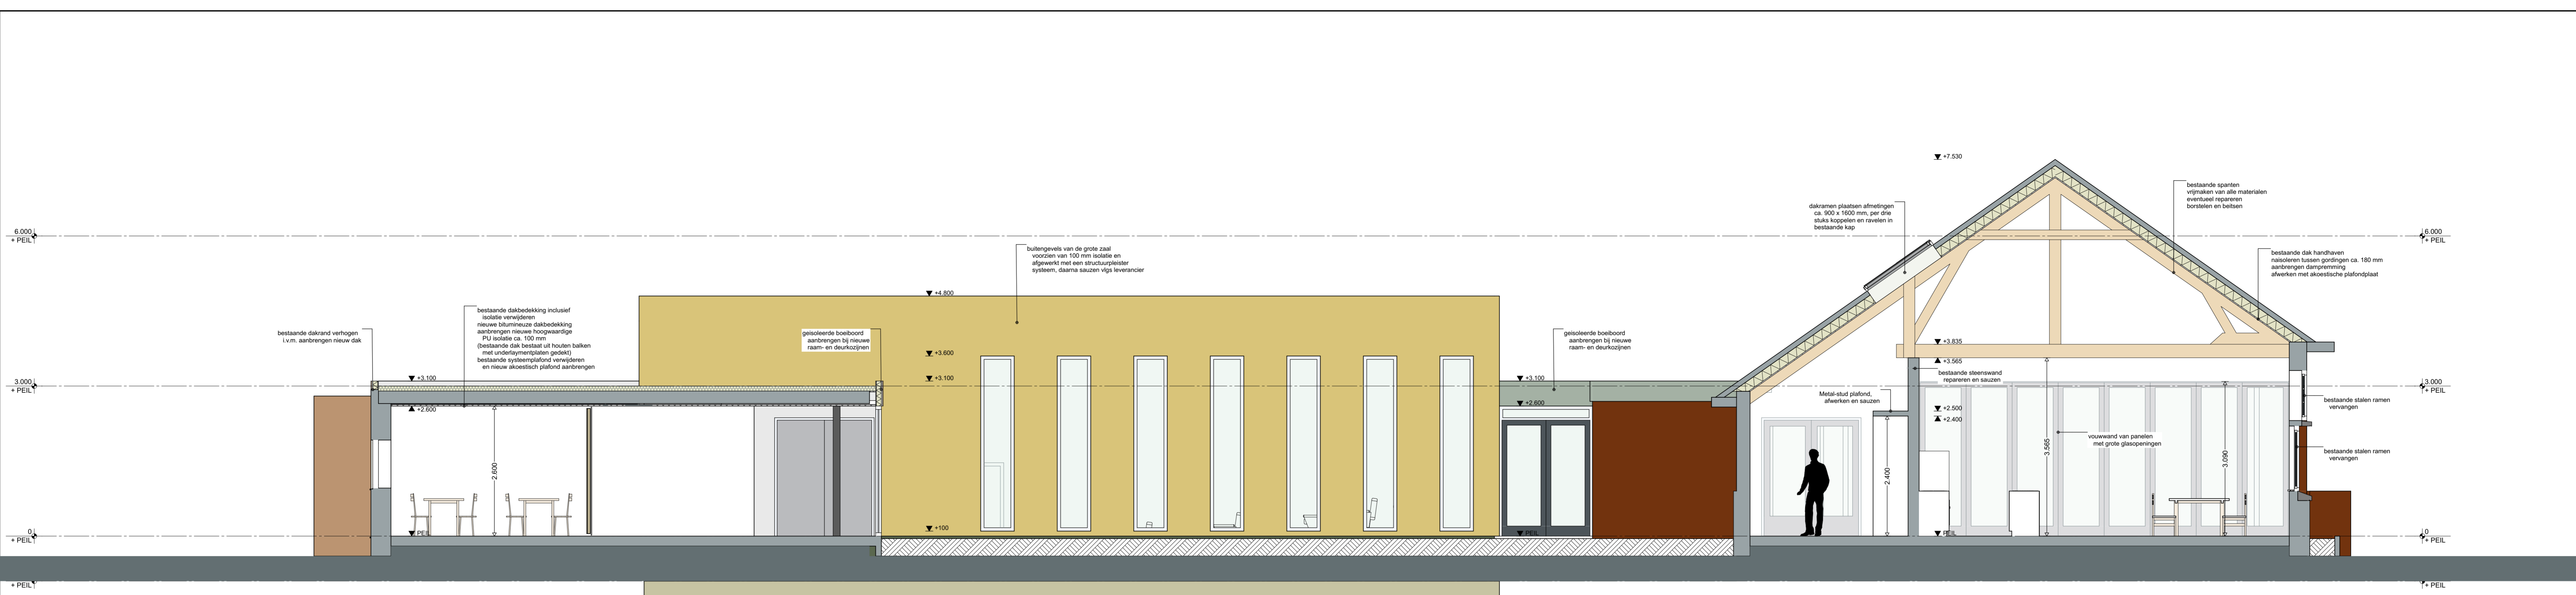 +7.530
bestaande spanten
vrijmaken van alle materialen
eventueel repareren
borstelen en beitsen
dakramen plaatsen afmetingen
ca. 900 x 1600 mm, per drie
stuks koppelen en ravelen in
bestaande kap
6.000
+ PEIL
6.000
+ PEIL
buitengevels van de grote zaal
voorzien van 100 mm isolatie en
afgewerkt met een structuurpleister
systeem, daarna sauzen vlgs leverancier
bestaande dak handhaven
naisoleren tussen gordingen ca. 180 mm
aanbrengen dampremming
afwerken met akoestische plafondplaat
+4.800
bestaande dakbedekking inclusief
isolatie verwijderen
nieuwe bitumineuze dakbedekking
aanbrengen nieuwe hoogwaardige
PU isolatie ca. 100 mm
(bestaande dak bestaat uit houten balken
met underlaymentplaten gedekt)
bestaande systeemplafond verwijderen
en nieuw akoestisch plafond aanbrengen
bestaande dakrand verhogen
i.v.m. aanbrengen nieuw dak
geisoleerde boeiboord
aanbrengen bij nieuwe
raam- en deurkozijnen
geisoleerde boeiboord
aanbrengen bij nieuwe
raam- en deurkozijnen
+3.835
+3.600
+3.565
bestaande steenswand
repareren en sauzen
+3.100
+3.100
+3.100
3.000
+ PEIL
3.000
+ PEIL
Metal-stud plafond,
afwerken en sauzen
bestaande stalen ramen
vervangen
+2.600
+2.600
+2.500
+2.400
vouwwand van panelen
met grote glasopeningen
bestaande stalen ramen
vervangen
2.600
2.400
3.565
3.090
+100
0
+ PEIL
PEIL
PEIL
PEIL
0
+ PEIL
+ PEIL
+ PEIL